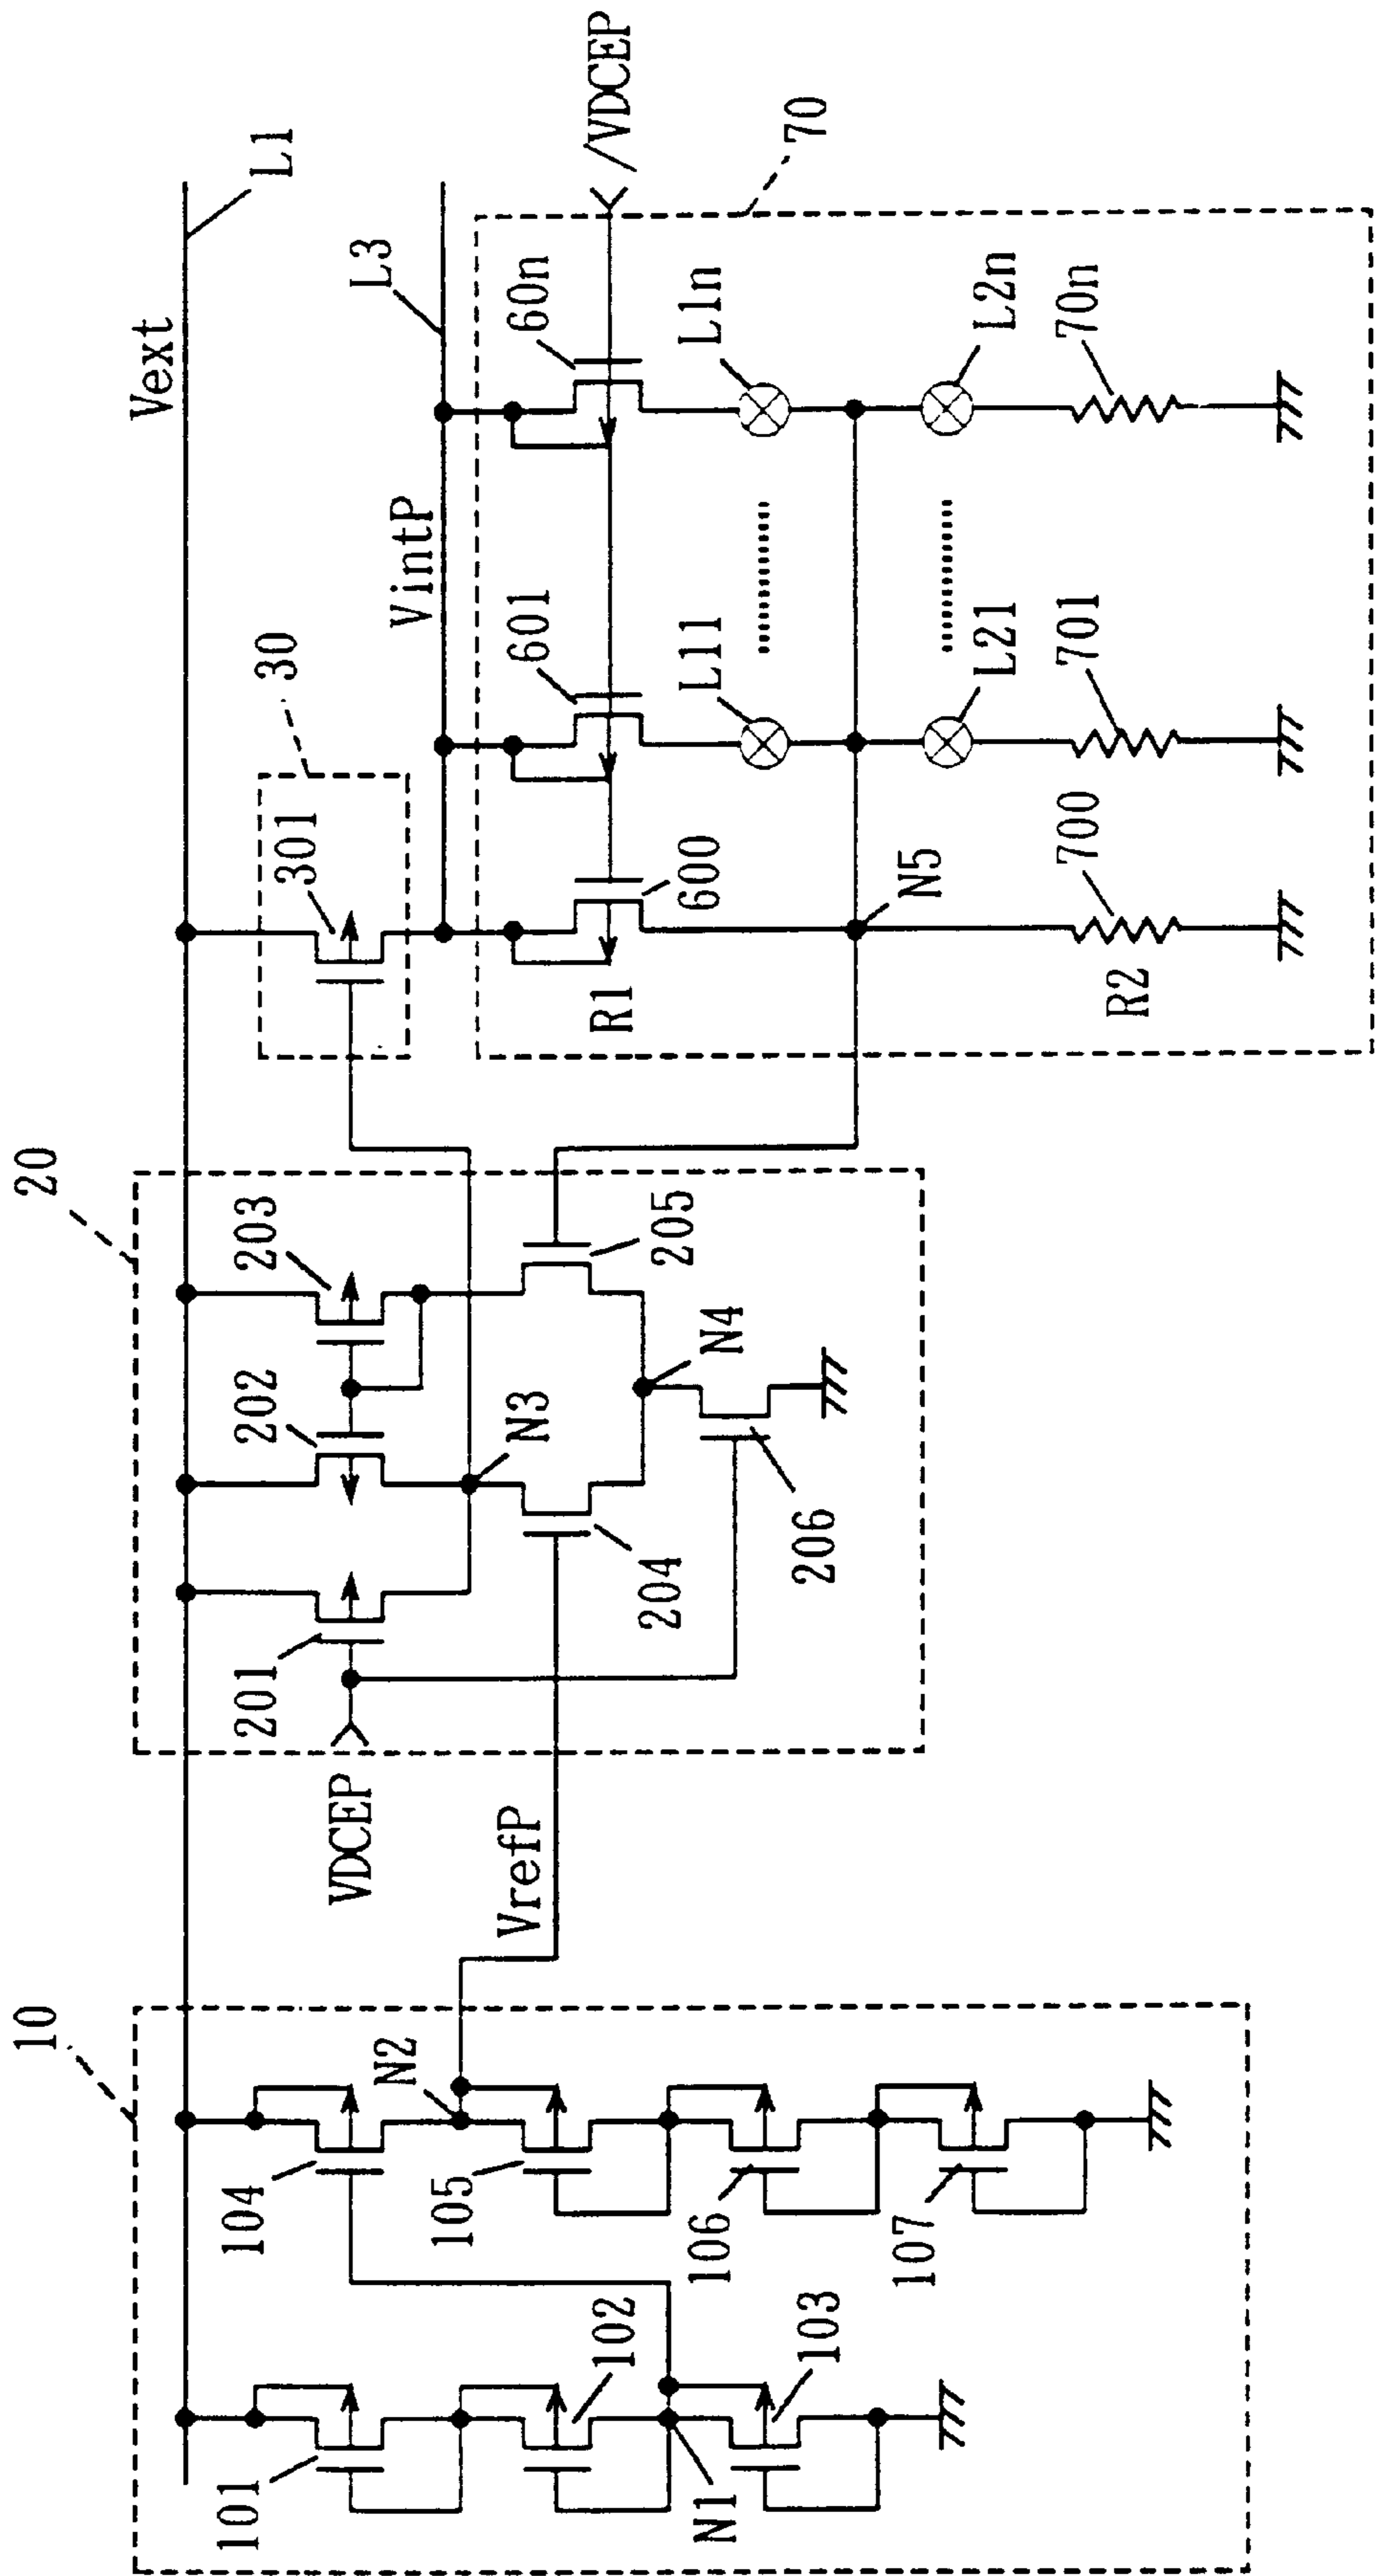 10
20
30
Vext
L1
101
102
103
N1
104
105
106
107
N2
VrefP
VDCEP
201
202
203
N3
204
205
N4
206
301
VintP
L3
600
601
60n
/VDCEP
R1
L11
L1n
70
N5
L21
L2n
R2
700
701
70n